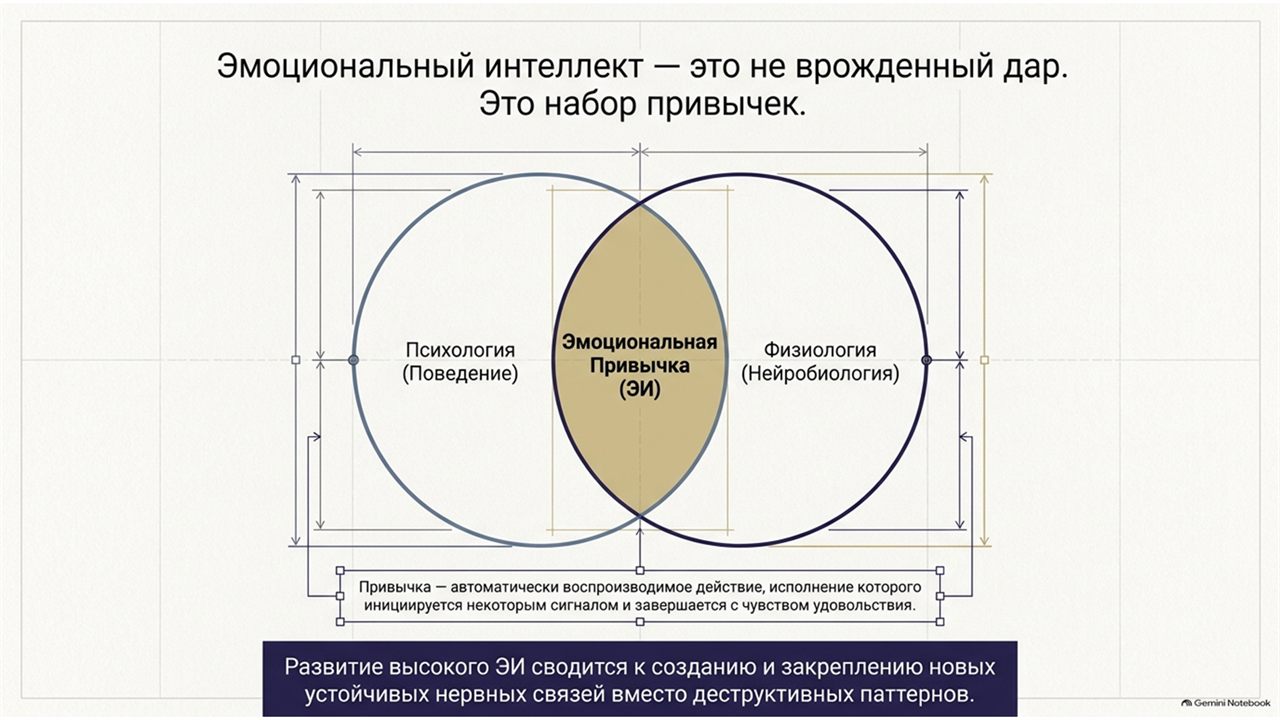 Эмоциональный интеллект — это не врожденный дар.
Это набор привычек.
Психология
(Поведение)
Эмоциональная
Привычка
(ЭИ)
Физиология
(Нейробиология)
Привычка — автоматически воспроизводимое действие, исполнение которого
инициируется некоторым сигналом и завершается с чувством удовольствия.
Развитие высокого ЭИ сводится к созданию и закреплению новых
устойчивых нервных связей вместо деструктивных паттернов.
Gemini Notebook